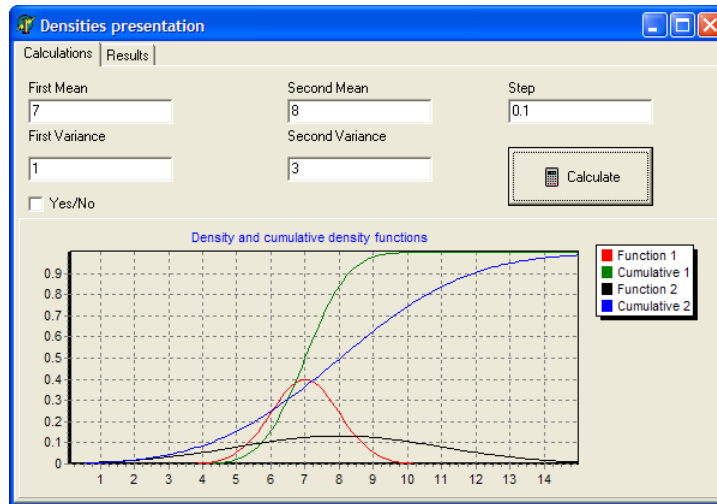 Densities presentation
Calculations Results
First Mean Second Mean Step
7 8 0.1
First Variance Second Variance
1 3
Calculate
Yes/No
Density and cumulative density functions
Function 1
Cumulative 1
Function 2
Cumulative 2
0.9
0.8
0.7
0.6
0.5
0.4
0.3
0.2
0.1
0
1 2 3 4 5 6 7 8 9 10 11 12 13 14